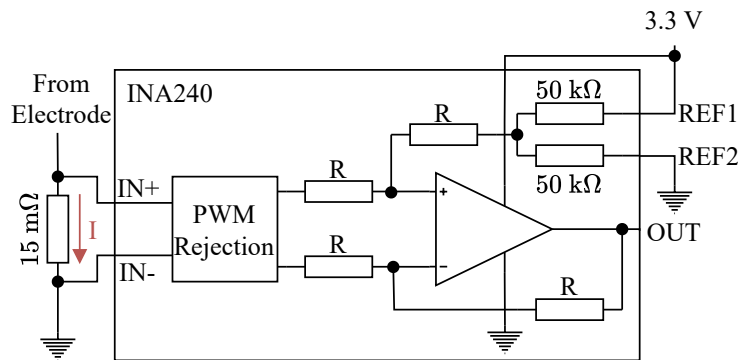 3.3 V
From
Electrode
INA240
50 kΩ
R
REF1
REF2
50 kΩ
IN+
R
15 mΩ
I
PWM
Rejection
+
OUT
R
−
IN-
R